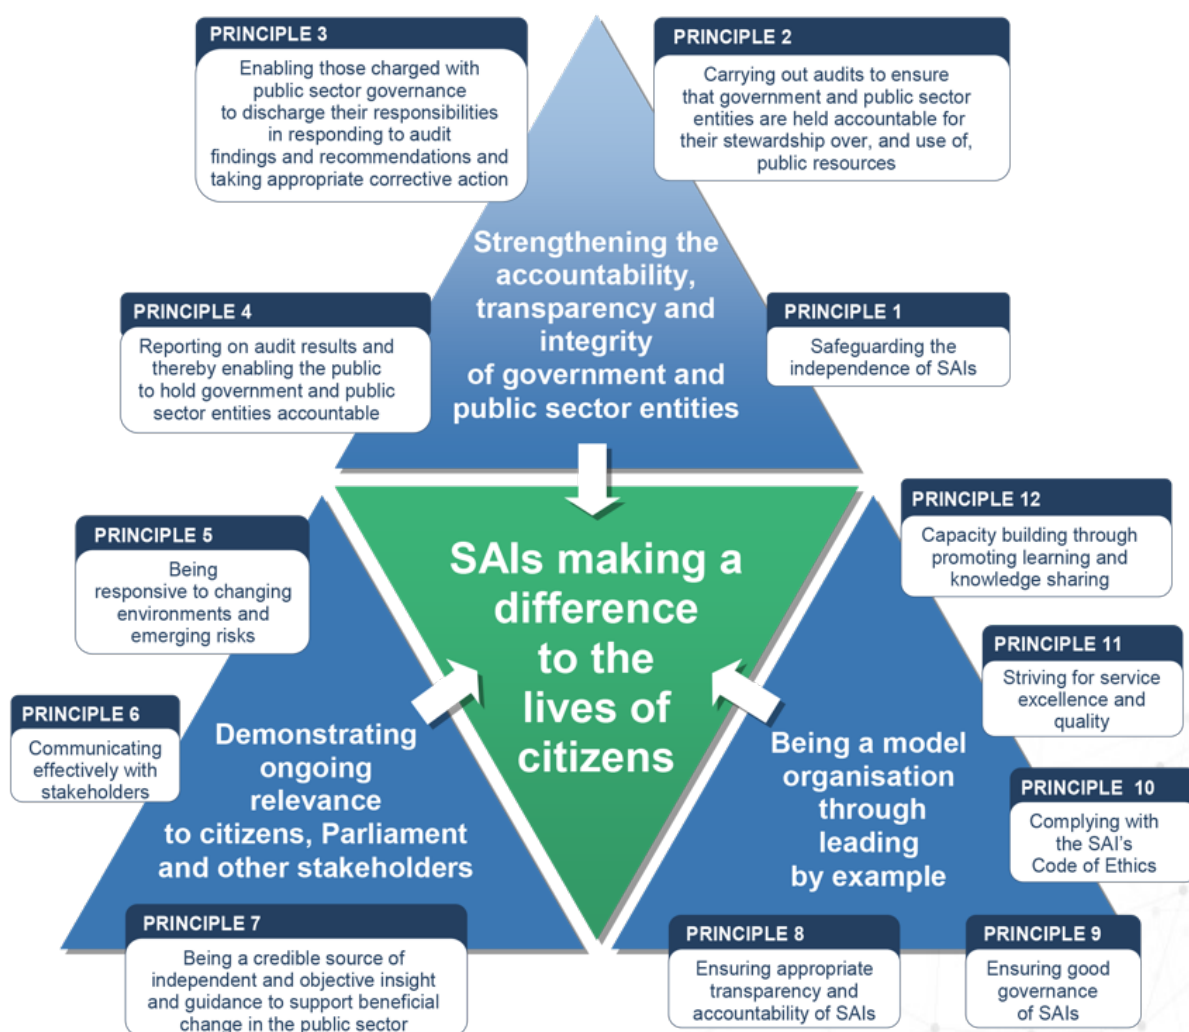 PRINCIPLE 3
Enabling those charged with
public sector governance
to discharge their responsibilities
in responding to audit
findings and recommendations and
taking appropriate corrective action
PRINCIPLE 2
Carrying out audits to ensure
that government and public sector
entities are held accountable for
their stewardship over, and use of,
public resources
Strengthening the
accountability,
transparency and
integrity
of government and
public sector entities
PRINCIPLE 4
Reporting on audit results and
thereby enabling the public
to hold government and public
sector entities accountable
PRINCIPLE 1
Safeguarding the
independence of SAIs
PRINCIPLE 5
Being
responsive to changing
environments and
emerging risks
SAIs making a
difference
to the
lives of
citizens
PRINCIPLE 12
Capacity building through
promoting learning and
knowledge sharing
PRINCIPLE 11
Striving for service
excellence and
quality
PRINCIPLE 6
Communicating
effectively with
stakeholders
Demonstrating
ongoing
relevance
to citizens, Parliament
and other stakeholders
Being a model
organisation
through
leading
by example
PRINCIPLE 10
Complying with
the SAI's
Code of Ethics
PRINCIPLE 7
Being a credible source of
independent and objective insight
and guidance to support beneficial
change in the public sector
PRINCIPLE 8
Ensuring appropriate
transparency and
accountability of SAIs
PRINCIPLE 9
Ensuring good
governance
of SAIs